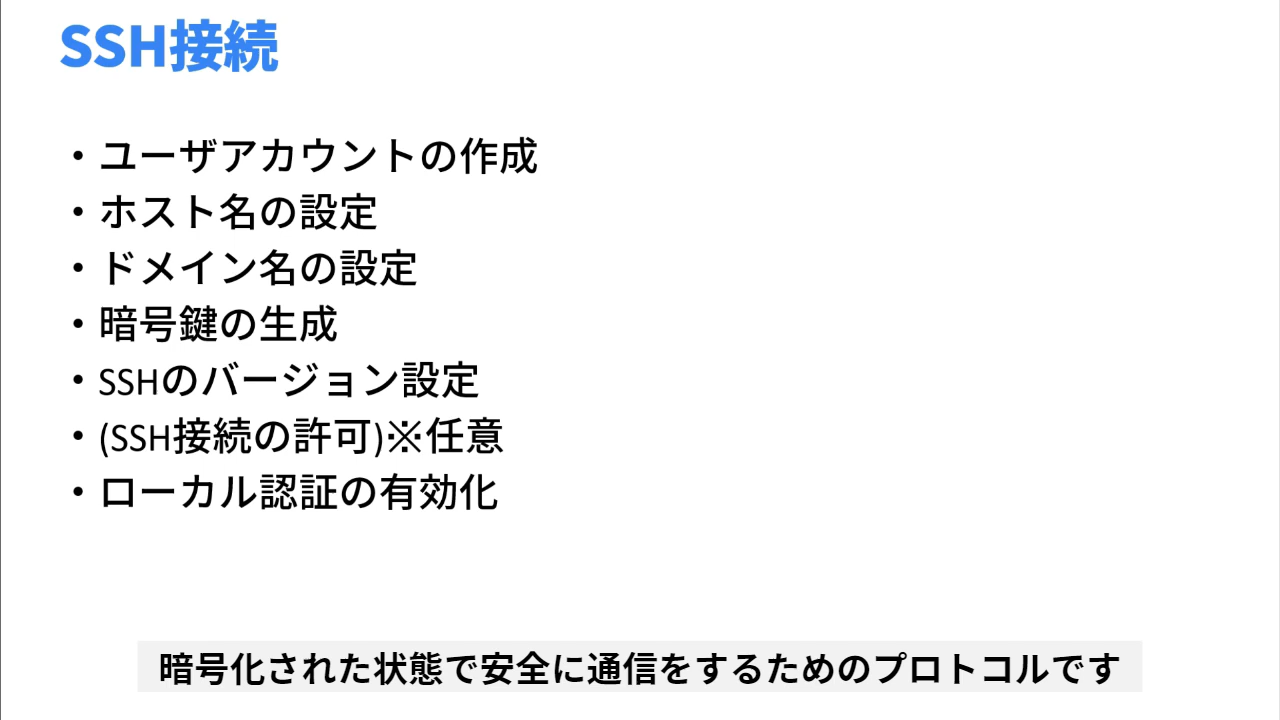 SSH接続
・ユーザアカウントの作成
・ホスト名の設定
・ドメイン名の設定
・暗号鍵の生成
・SSHのバージョン設定
・(SSH接続の許可)※任意
・ローカル認証の有効化
暗号化された状態で安全に通信をするためのプロトコルです